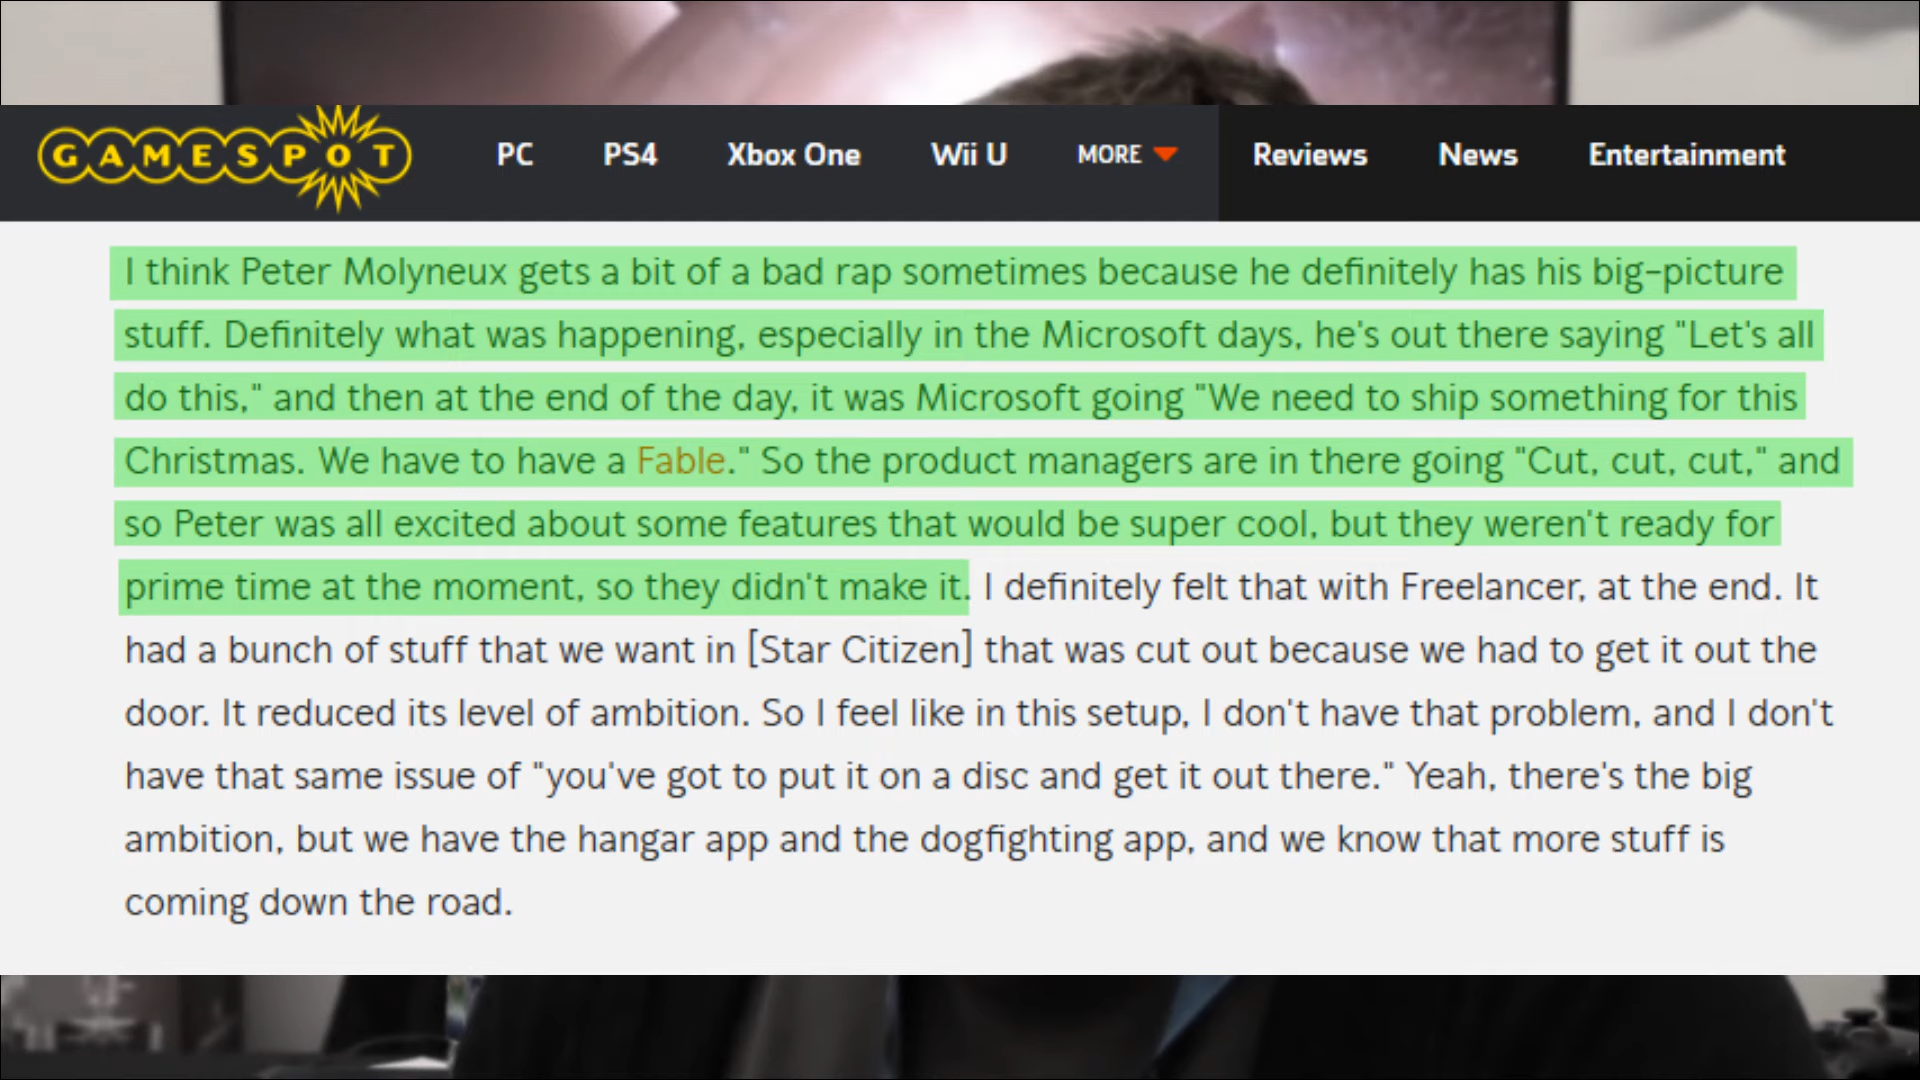 GAMESPOT PC PS4 Xbox One Wii U MORE Reviews News Entertainment
I think Peter Molyneux gets a bit of a bad rap sometimes because he definitely has his big-picture
stuff. Definitely what was happening, especially in the Microsoft days, he's out there saying "Let's all
do this," and then at the end of the day, it was Microsoft going "We need to ship something for this
Christmas. We have to have a Fable." So the product managers are in there going "Cut, cut, cut," and
so Peter was all excited about some features that would be super cool, but they weren't ready for
prime time at the moment, so they didn't make it. I definitely felt that with Freelancer, at the end. It
had a bunch of stuff that we want in [Star Citizen] that was cut out because we had to get it out the
door. It reduced its level of ambition. So I feel like in this setup, I don't have that problem, and I don't
have that same issue of "you've got to put it on a disc and get it out there." Yeah, there's the big
ambition, but we have the hangar app and the dogfighting app, and we know that more stuff is
coming down the road.